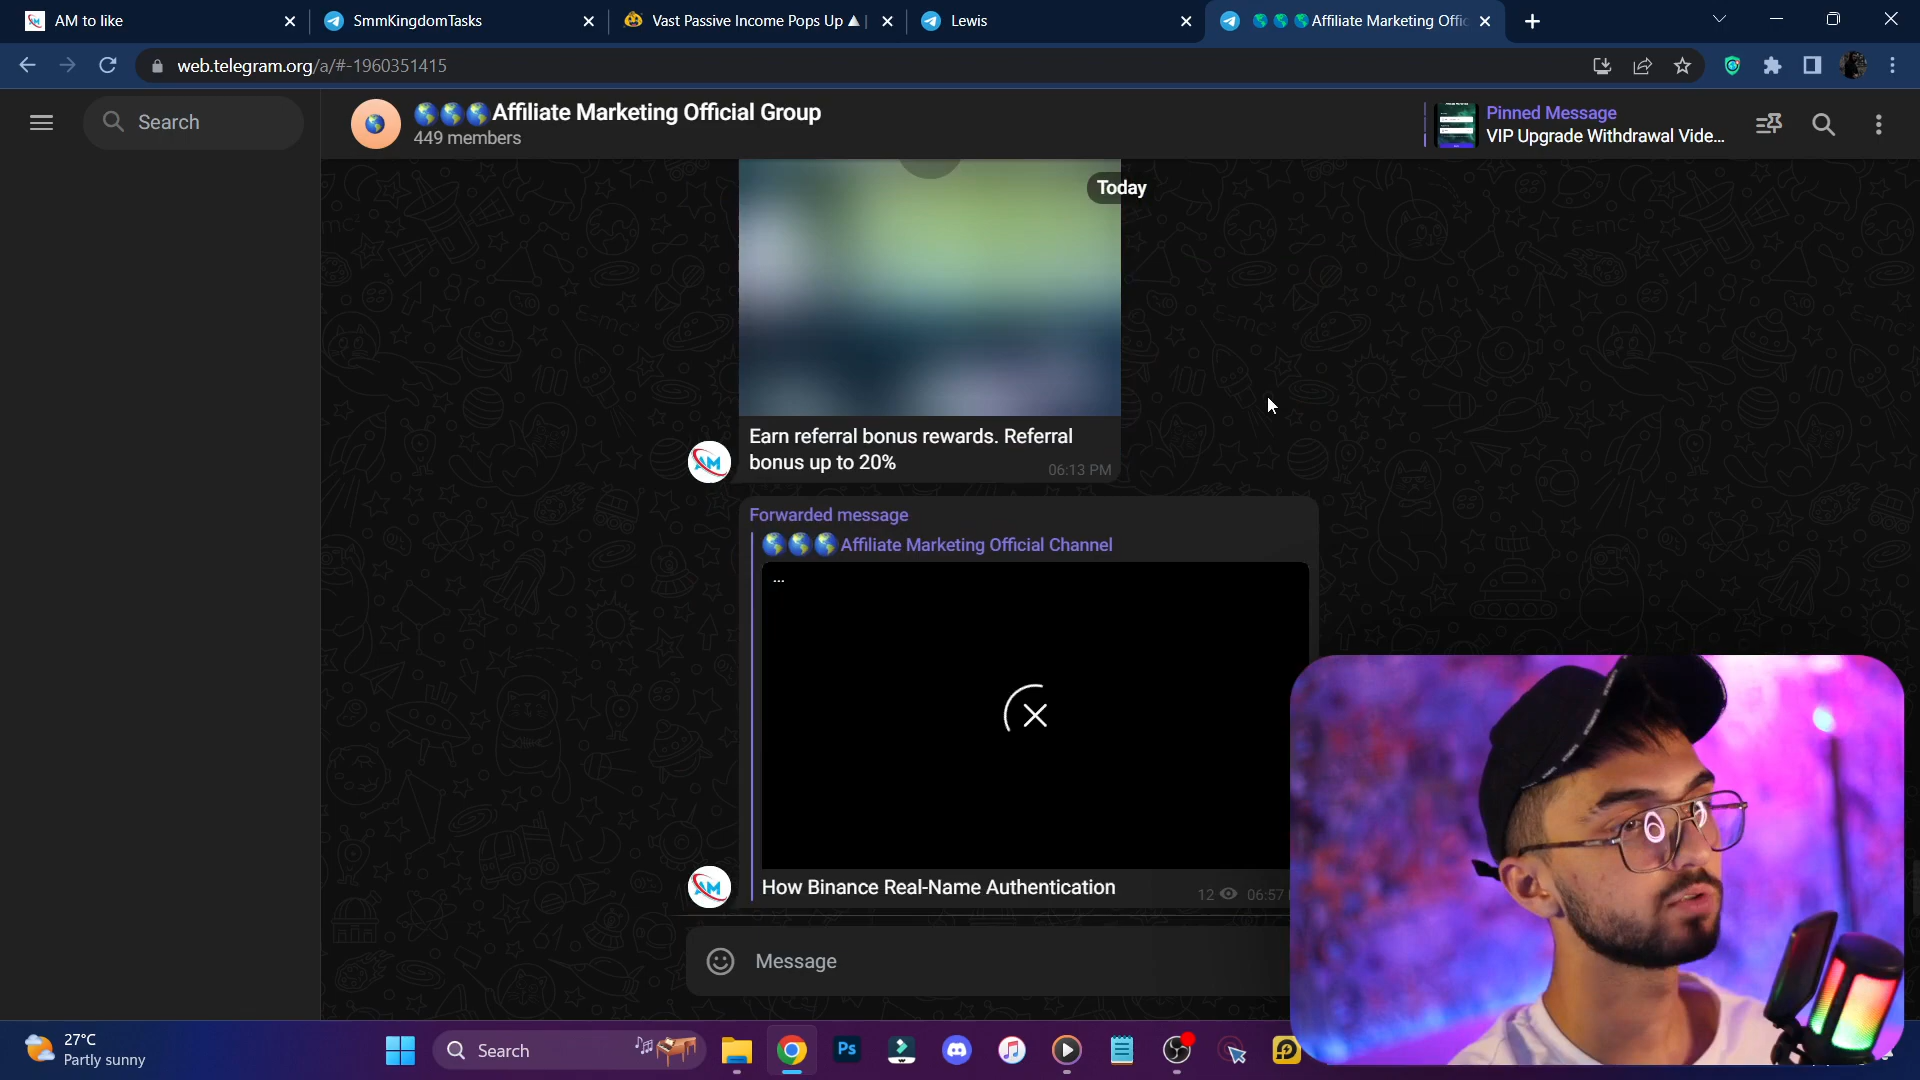 AM to like
SmmKingdomTasks
Vast Passive Income Pops Up
Lewis
Affiliate Marketing Offic
web.telegram.org/a/#-1960351415
Search
Affiliate Marketing Official Group
449 members
Pinned Message
VIP Upgrade Withdrawal Vide...
Today
Earn referral bonus rewards. Referral
bonus up to 20%
06:13 PM
AM
Forwarded message
Affiliate Marketing Official Channel
...
AM
How Binance Real-Name Authentication
12 06:57
Message
27°C
Partly sunny
Search
Ps